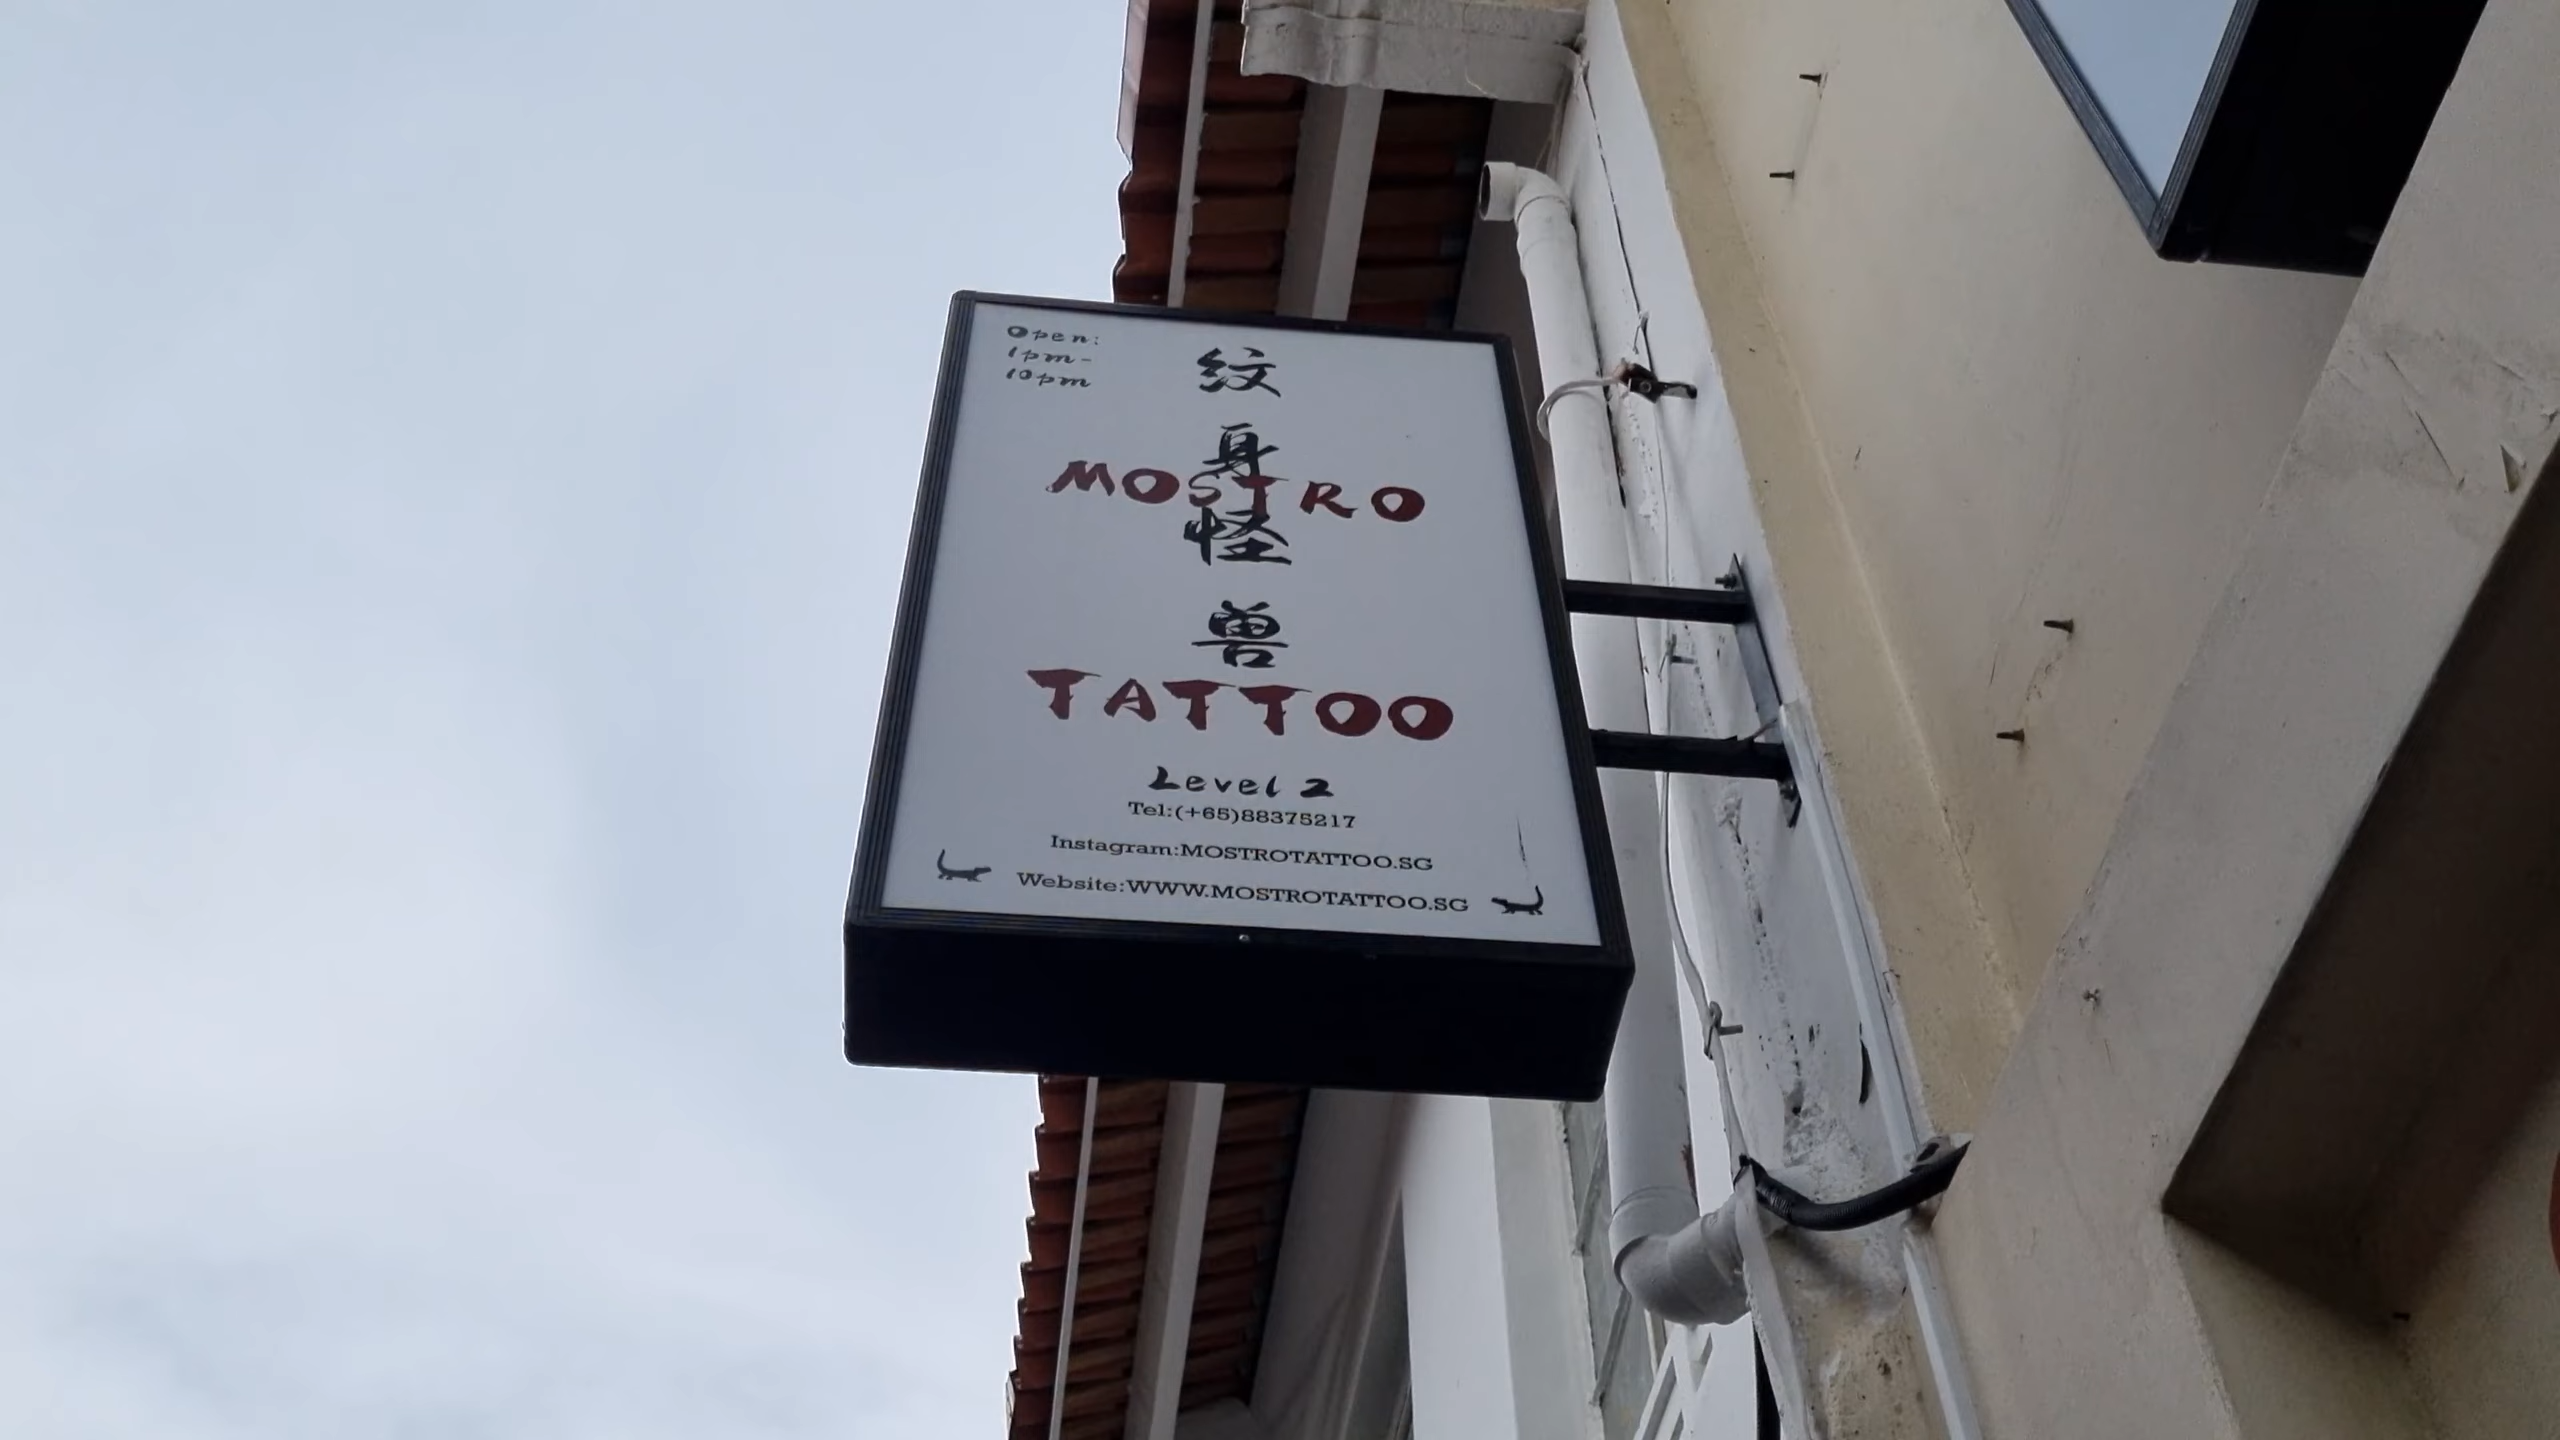 Open:
1pm-
10pm
纹
身
MOSTRO
怪
兽
TATTOO
Level 2
Tel:(+65)88375217
Instagram:MOSTROTATTOO.SG
Website:WWW.MOSTROTATTOO.SG